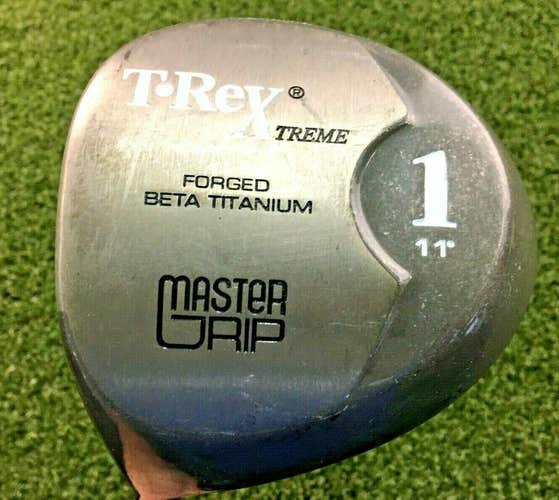 T•Rex®
XTREME
FORGED
BETA TITANIUM
1
11°
MASTER
GRIP